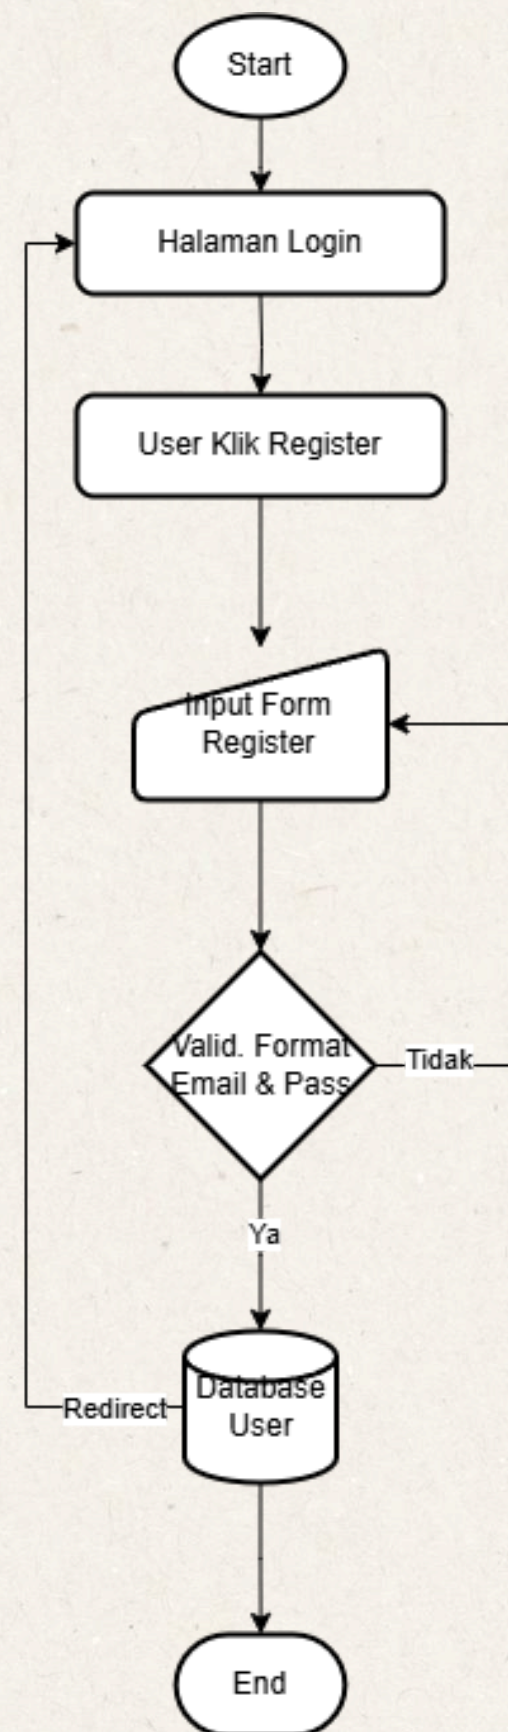 Start
Halaman Login
User Klik Register
Input Form
Register
Valid. Format
Email & Pass
Tidak
Ya
Database
User
Redirect
End